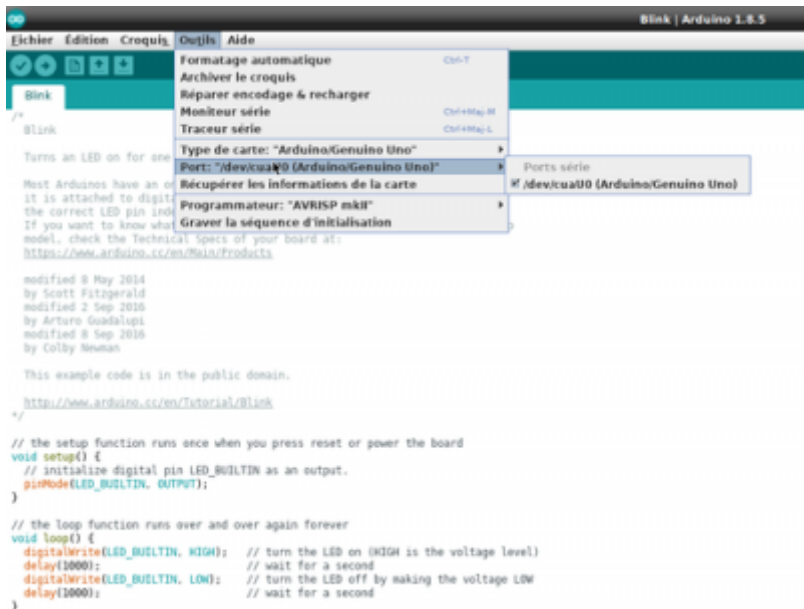 Blink | Arduino 1.8.5
Fichier Édition Croquis Outils Aide
Formatage automatique Ctrl-T
Archiver le croquis
Réparer encodage & recharger
Moniteur série Ctrl+Maj-M
Traceur série Ctrl+Maj-L
Type de carte: "Arduino/Genuino Uno"
Port: "/dev/cuaU0 (Arduino/Genuino Uno)"
Ports série
/dev/cuaU0 (Arduino/Genuino Uno)
Récupérer les informations de la carte
Programmateur: "AVRISP mkII"
Graver la séquence d'initialisation
Blink
/*
Blink
Turns an LED on for one
Most Arduinos have an
it is attached to
the correct LED pin
If you want to know
model, check the Technical Specs of your board at:
https://www.arduino.cc/en/Main/Products
modified 8 May 2014
by Scott Fitzgerald
modified 2 Sep 2016
by Arturo Guadalupi
modified 8 Sep 2016
by Colby Newman
This example code is in the public domain.
http://www.arduino.cc/en/Tutorial/Blink
*/
// the setup function runs once when you press reset or power the board
void setup() {
// initialize digital pin LED_BUILTIN as an output.
pinMode(LED_BUILTIN, OUTPUT);
}
// the loop function runs over and over again forever
void loop() {
digitalWrite(LED_BUILTIN, HIGH); // turn the LED on (HIGH is the voltage level)
delay(1000); // wait for a second
digitalWrite(LED_BUILTIN, LOW); // turn the LED off by making the voltage LOW
delay(1000); // wait for a second
}